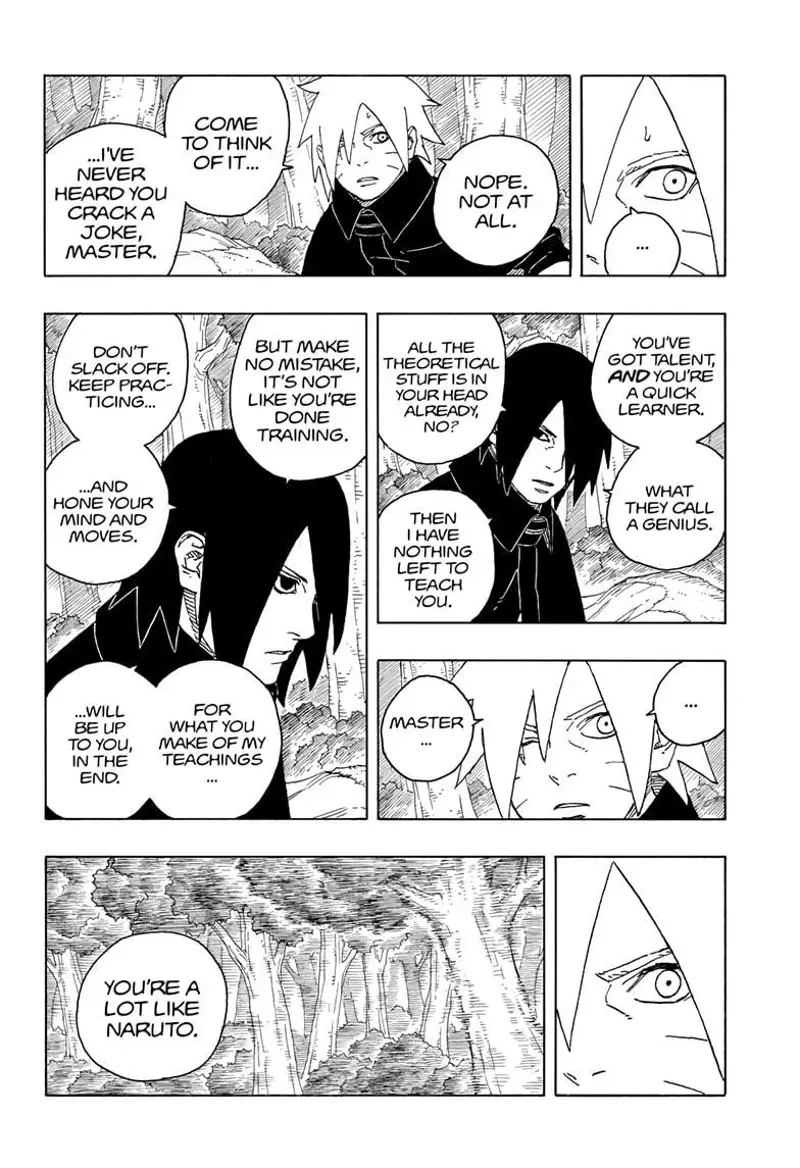 ...
NOPE.
NOT AT
ALL.
COME
TO THINK
OF IT...
...I'VE
NEVER
HEARD YOU
CRACK A
JOKE,
MASTER.
YOU'VE
GOT TALENT,
AND YOU'RE
A QUICK
LEARNER.
WHAT
THEY CALL
A GENIUS.
ALL THE
THEORETICAL
STUFF IS IN
YOUR HEAD
ALREADY,
NO?
THEN
I HAVE
NOTHING
LEFT TO
TEACH
YOU.
BUT MAKE
NO MISTAKE,
IT'S NOT
LIKE YOU'RE
DONE
TRAINING.
DON'T
SLACK OFF.
KEEP PRAC-
TICING...
...AND
HONE YOUR
MIND AND
MOVES.
FOR
WHAT YOU
MAKE OF MY
TEACHINGS
...
...WILL
BE UP
TO YOU,
IN THE
END.
...
MASTER
...
YOU'RE A
LOT LIKE
NARUTO.